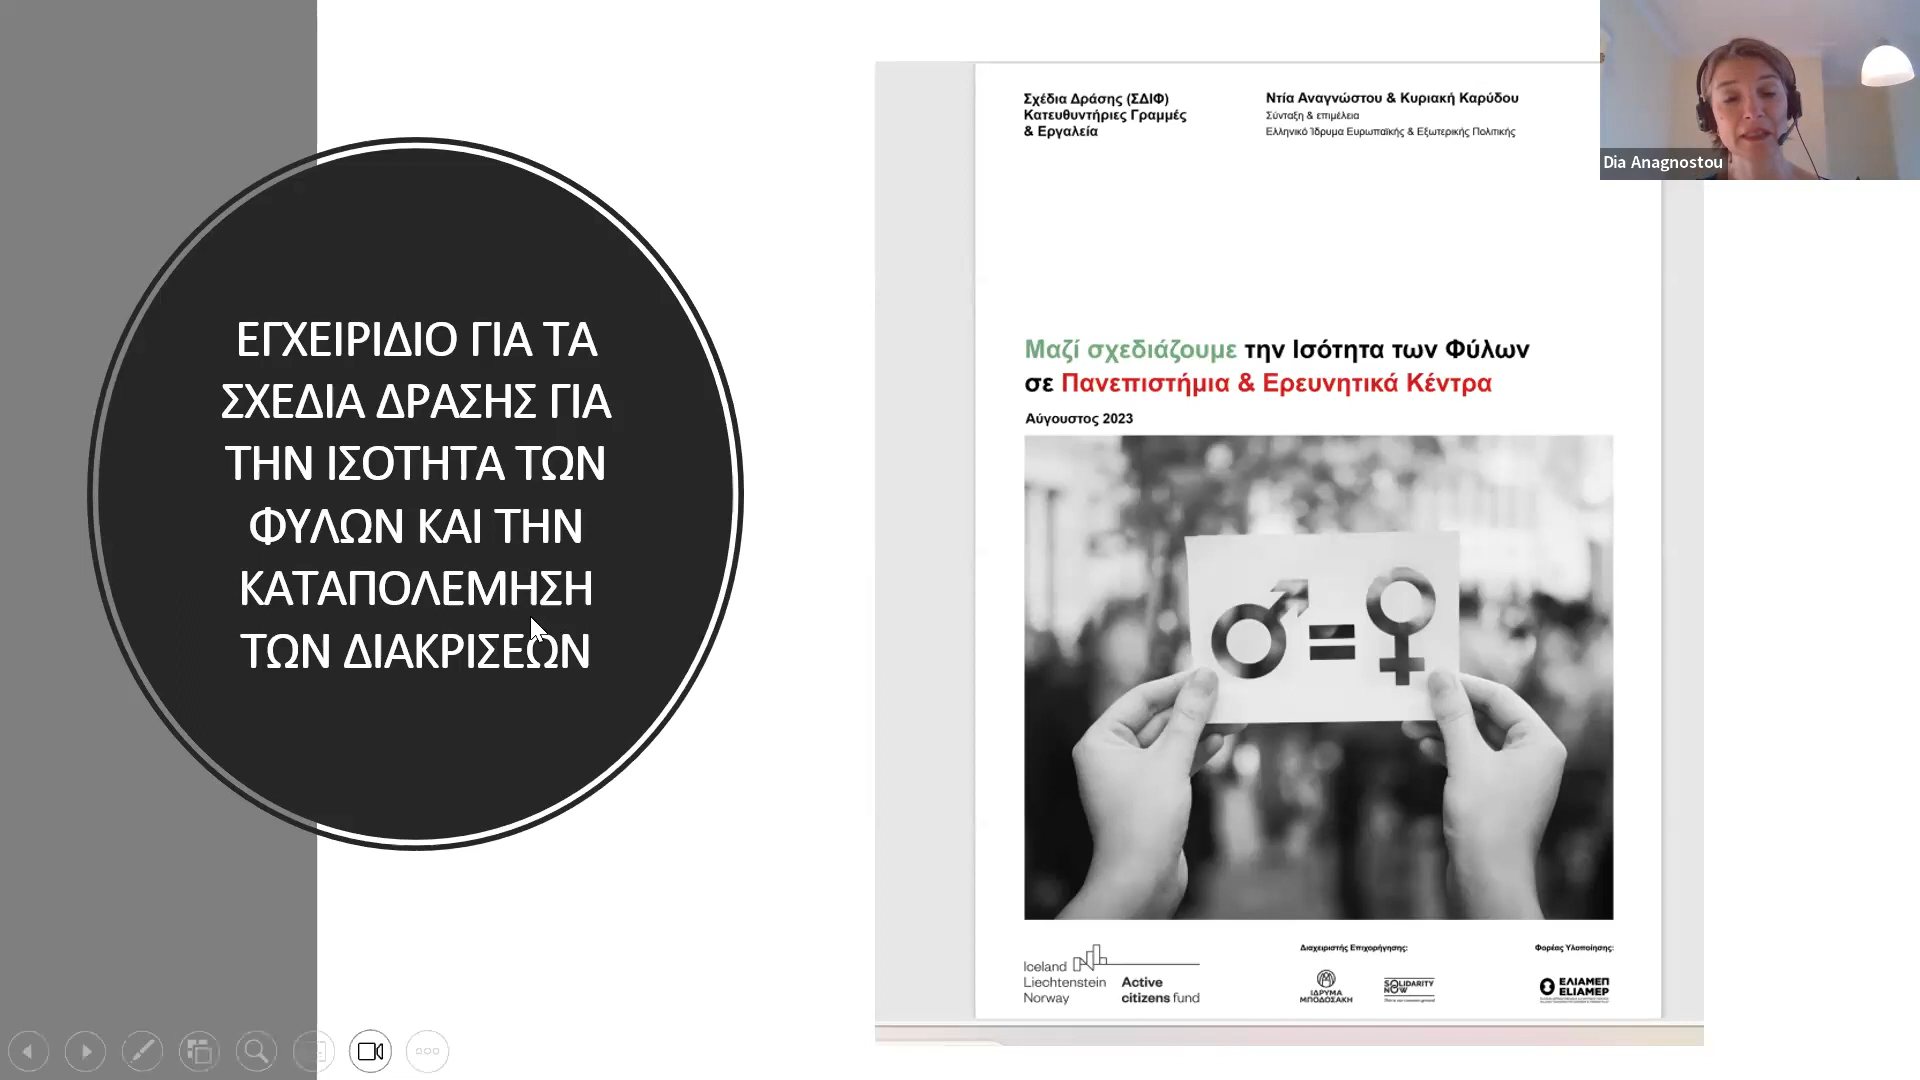 ΕΓΧΕΙΡΙΔΙΟ ΓΙΑ ΤΑ
ΣΧΕΔΙΑ ΔΡΑΣΗΣ ΓΙΑ
ΤΗΝ ΙΣΟΤΗΤΑ ΤΩΝ
ΦΥΛΩΝ ΚΑΙ ΤΗΝ
ΚΑΤΑΠΟΛΕΜΗΣΗ
ΤΩΝ ΔΙΑΚΡΙΣΕΩΝ
Σχέδια Δράσης (ΣΔΙΦ)
Κατευθυντήριες Γραμμές
& Εργαλεία
Ντία Αναγνώστου & Κυριακή Καρύδου
Σύνταξη & επιμέλεια
Ελληνικό Ίδρυμα Ευρωπαϊκής & Εξωτερικής Πολιτικής
Dia Anagnostou
Μαζί σχεδιάζουμε την Ισότητα των Φύλων
σε Πανεπιστήμια & Ερευνητικά Κέντρα
Αύγουστος 2023
Iceland
Liechtenstein
Norway
Active
citizens fund
Διαχειριστής Επιχορήγησης:
ΙΔΡΥΜΑ
ΜΠΟΔΟΣΑΚΗ
SOLIDARITY
NOW
Φορέας Υλοποίησης:
ΕΛΙΑΜΕΠ
ELIAMEP